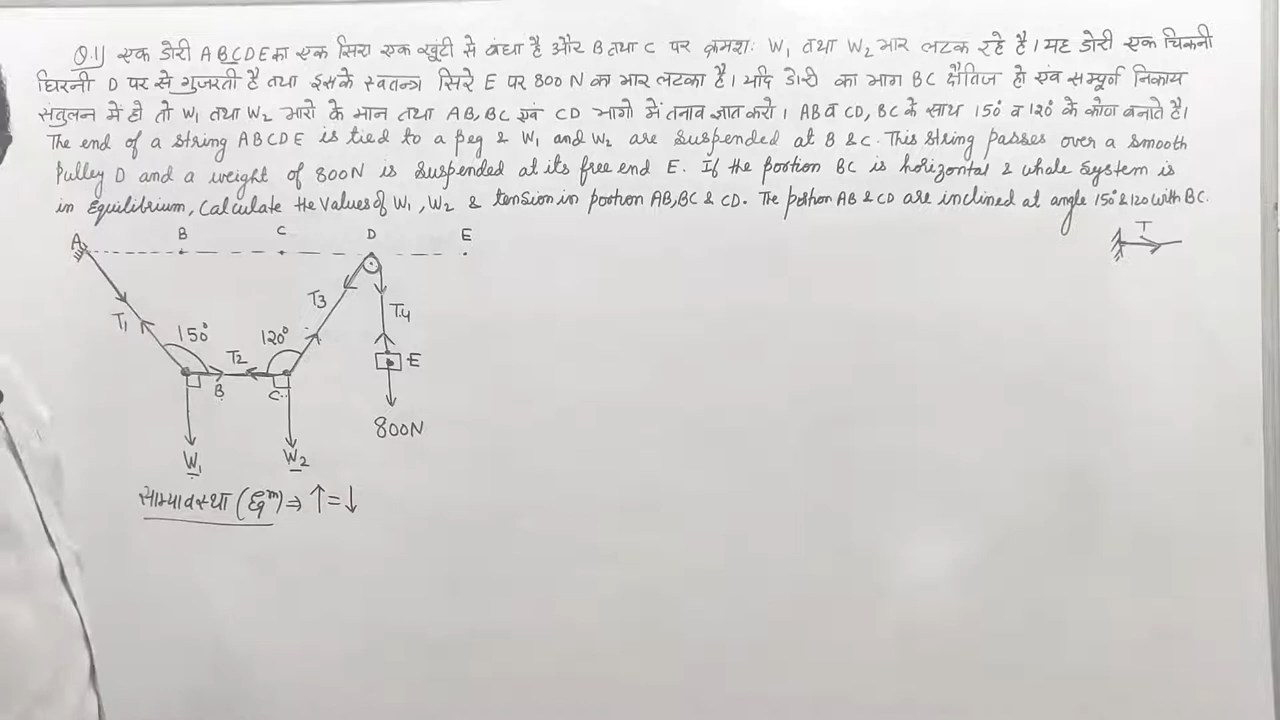 Q.1) एक डोरी ABCDE का एक सिरा एक खूंटी से बंधा है और B तथा C पर क्रमशः W₁ तथा W₂ भार लटक रहे है। यह डोरी एक चिकनी
घिरनी D पर से गुजरती है तथा इसके स्वतन्त्र सिरे E पर 800 N का भार लटका है। यदि डोरी का भाग BC क्षैतिज हो एवं सम्पूर्ण निकाय
संतुलन में हो तो W₁ तथा W₂ भारो के मान तथा AB, BC एवं CD भागो में तनाव ज्ञात करो। AB व CD, BC के साथ 150° व 120° के कोण बनाते है।
The end of a string ABCDE is tied to a peg & W₁ and W₂ are suspended at B & C. This string passes over a smooth
pulley D and a weight of 800N is suspended at its free end E. If the portion BC is horizontal & whole system is
in Equilibrium, Calculate the values of W₁, W₂ & tension in portion AB, BC & CD. The portion AB & CD are inclined at angle 150° & 120 with BC.
T
A B C D E
T₁ 150° T₂ 120° T₃ T₄
B C E
800N
W₁ W₂
साम्यावस्था (Eqᵐ) ⇒ ↑ = ↓